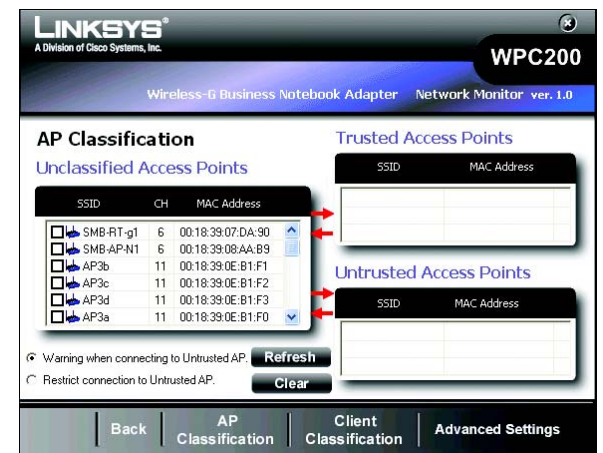 LINKSYS®
A Division of Cisco Systems, Inc.
WPC200
Wireless-G Business Notebook Adapter Network Monitor ver. 1.0
AP Classification
Unclassified Access Points
SSID CH MAC Address
SMB-RT-g1 6 00:18:39:07:DA:90
SMB-AP-N1 6 00:18:39:08:AA:B9
AP3b 11 00:18:39:0E:B1:F1
AP3c 11 00:18:39:0E:B1:F2
AP3d 11 00:18:39:0E:B1:F3
AP3a 11 00:18:39:0E:B1:F0
Warning when connecting to Untrusted AP. Refresh
Restrict connection to Untrusted AP. Clear
Trusted Access Points
SSID MAC Address
Untrusted Access Points
SSID MAC Address
Back
AP Classification
Client Classification
Advanced Settings